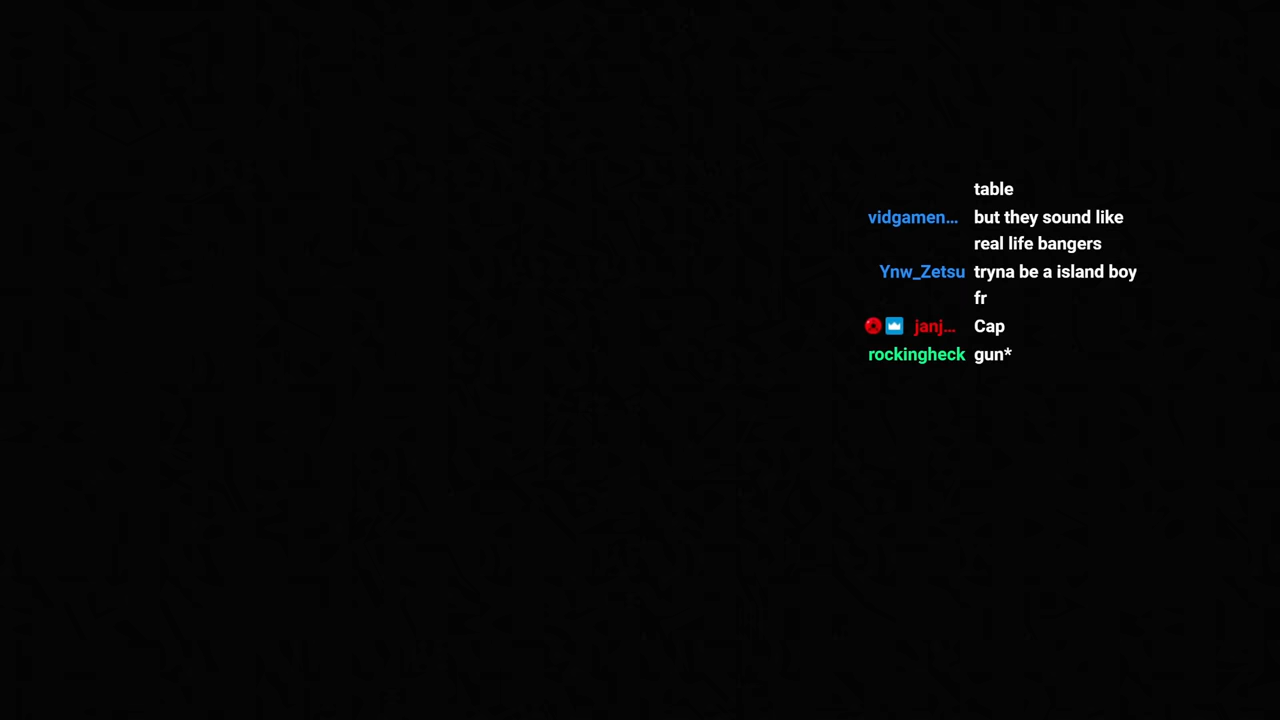 table
vidgamen… but they sound like
real life bangers
Ynw_Zetsu tryna be a island boy
fr
janj… Cap
rockingheck gun*